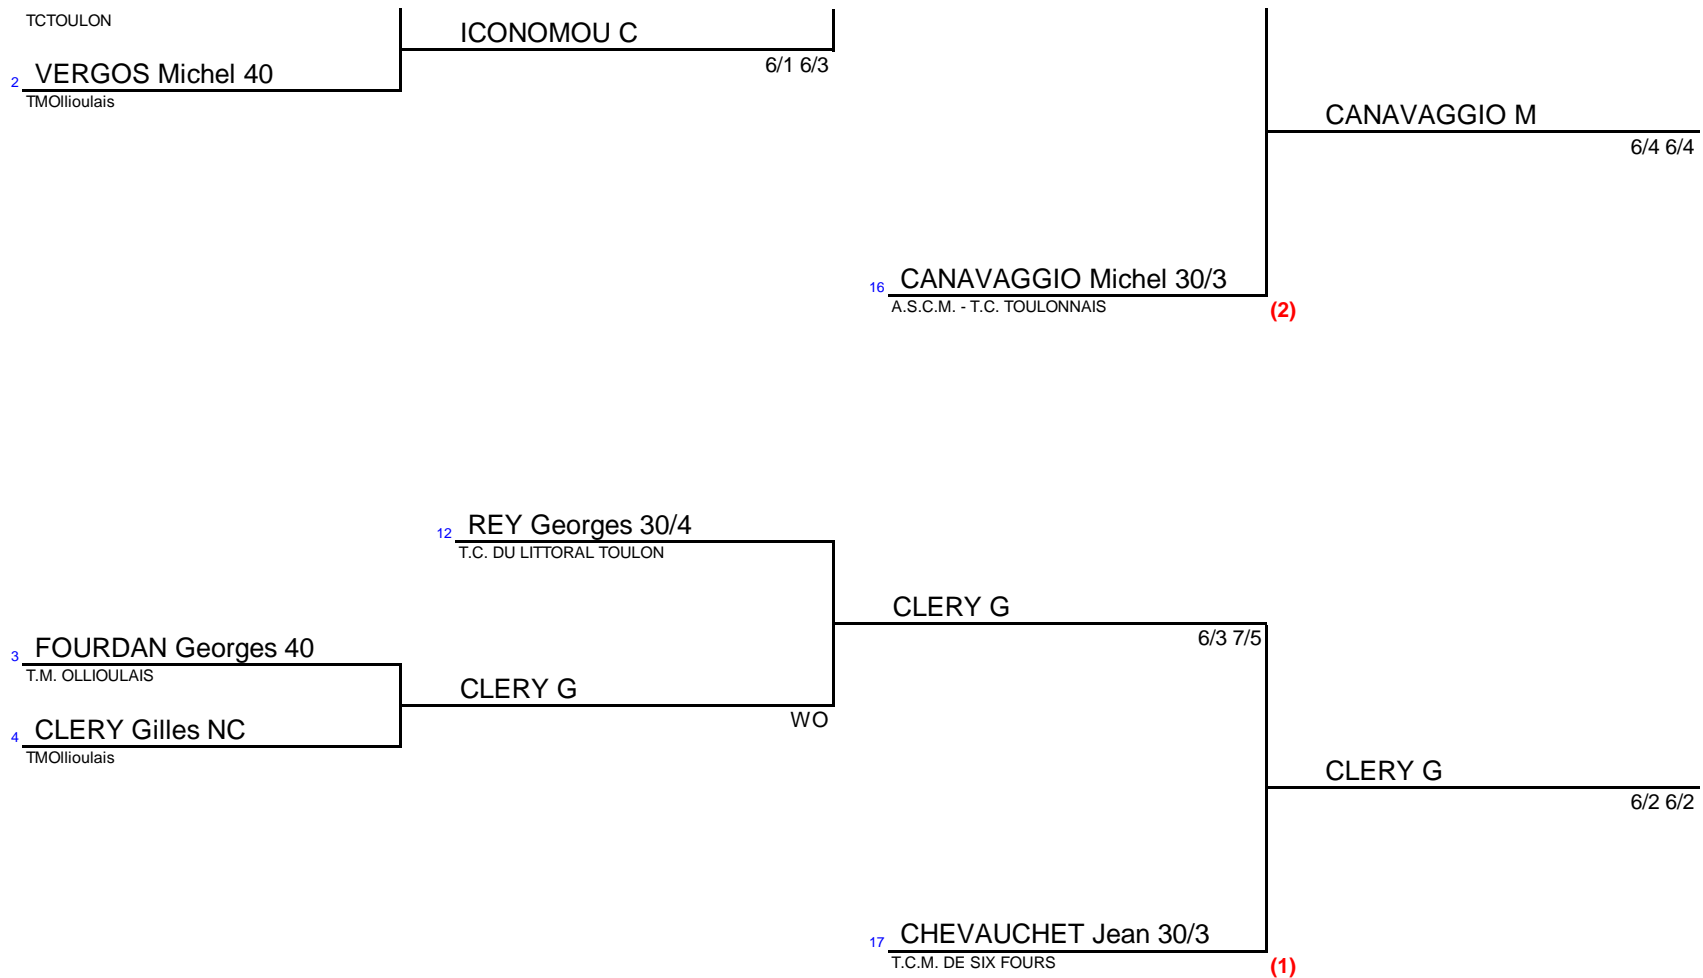 TCTOULON
ICONOMOU C
6/1 6/3
2 VERGOS Michel 40
TMOllioulais
CANAVAGGIO M
6/4 6/4
16 CANAVAGGIO Michel 30/3
A.S.C.M. - T.C. TOULONNAIS
(2)
12 REY Georges 30/4
T.C. DU LITTORAL TOULON
CLERY G
6/3 7/5
3 FOURDAN Georges 40
T.M. OLLIOULAIS
CLERY G
WO
4 CLERY Gilles NC
TMOllioulais
CLERY G
6/2 6/2
17 CHEVAUCHET Jean 30/3
T.C.M. DE SIX FOURS
(1)